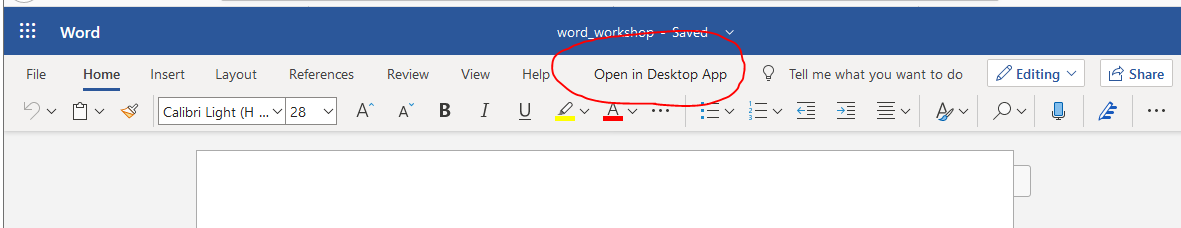 Word word_workshop - Saved
File Home Insert Layout References Review View Help Open in Desktop App Tell me what you want to do Editing Share
Calibri Light (H ... 28 A A B I U A